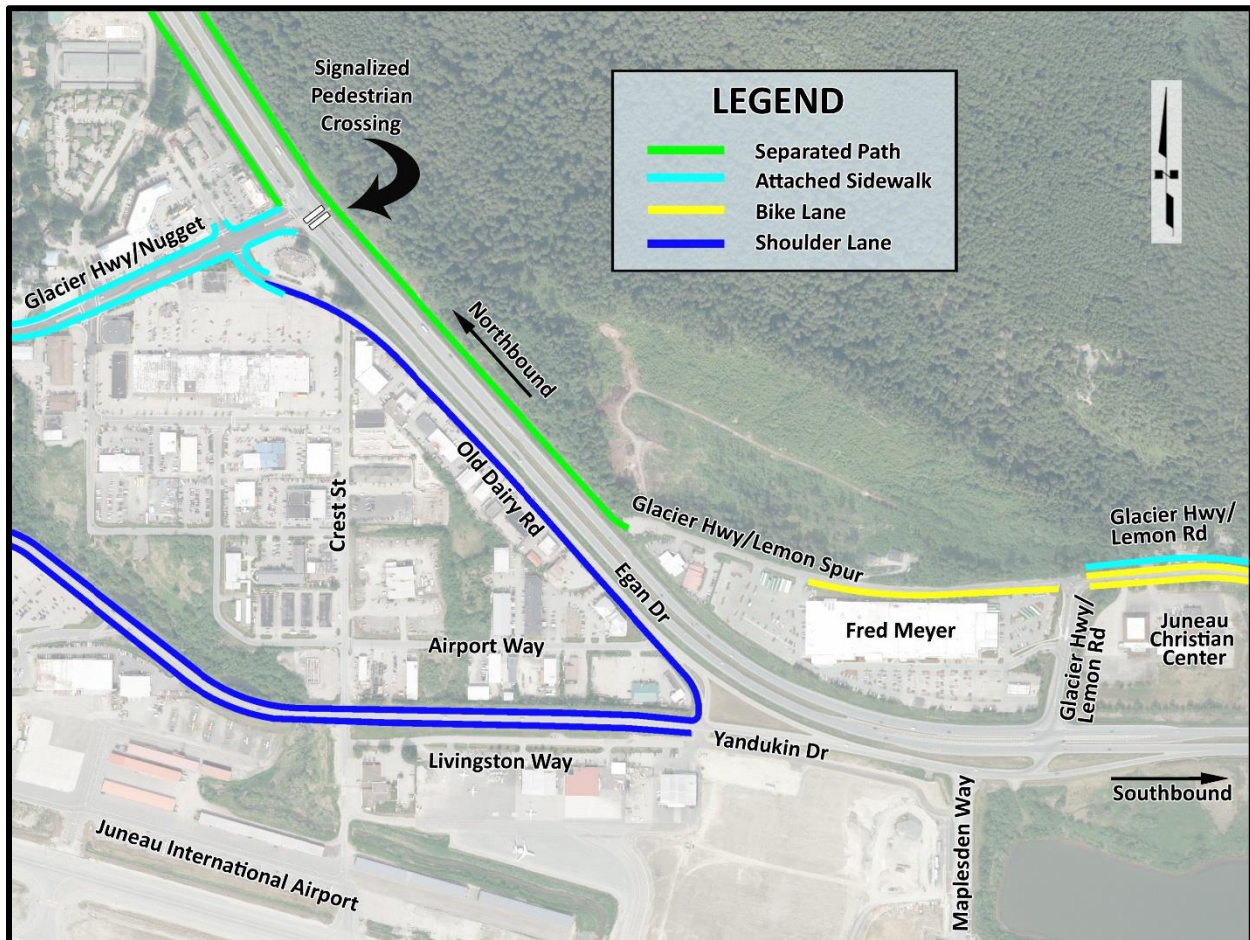 Signalized
Pedestrian
Crossing
LEGEND
Separated Path
Attached Sidewalk
Bike Lane
Shoulder Lane
N
Glacier Hwy/Nugget
Northbound
Old Dairy Rd
Crest St
Egan Dr
Glacier Hwy/Lemon Spur
Glacier Hwy/
Lemon Rd
Fred Meyer
Glacier Hwy/
Lemon Rd
Juneau
Christian
Center
Airport Way
Yandukin Dr
Livingston Way
Southbound
Maplesden Way
Juneau International Airport